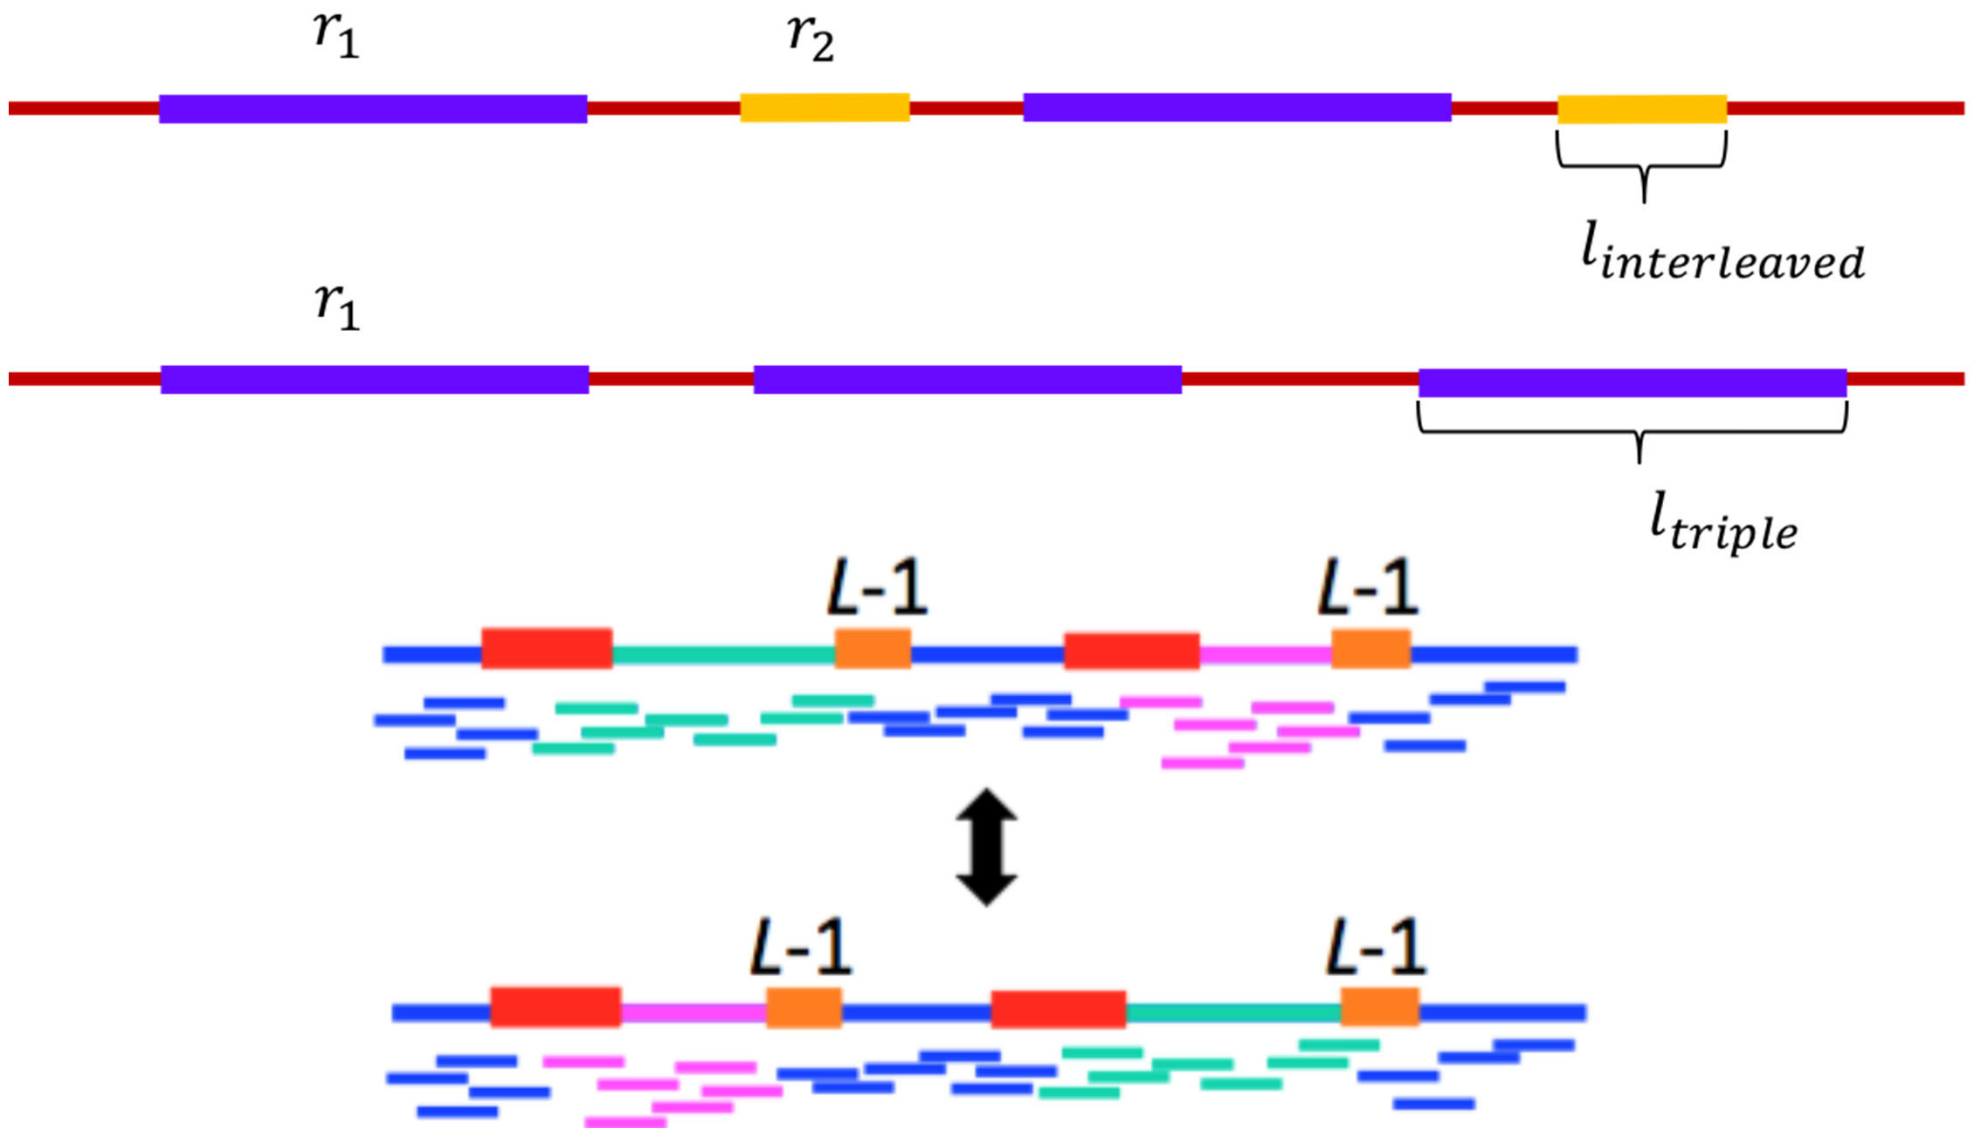 r₁ r₂
l_interleaved
r₁
l_triple
L-1 L-1
L-1 L-1